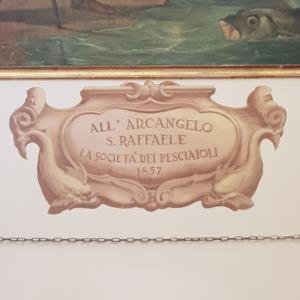 ALL' ARCANGELO
S. RAFFAELE
LA SOCIETA' DEI PESCIAIOLI
1857